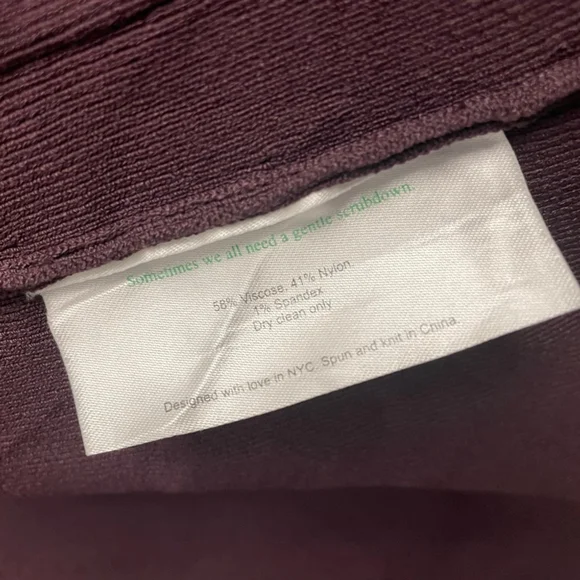 Sometimes we all need a gentle scrubdown.
58% Viscose. 41% Nylon
1% Spandex
Dry clean only
Designed with love in NYC. Spun and knit in China.